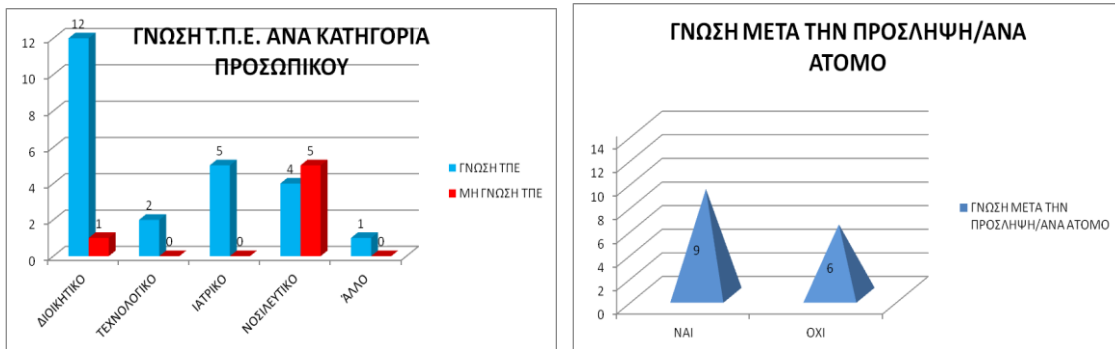 ΓΝΩΣΗ Τ.Π.Ε. ΑΝΑ ΚΑΤΗΓΟΡΙΑ
ΠΡΟΣΩΠΙΚΟΥ
12
10
8
6
4
2
0
12
1
2
0
5
0
4
5
1
0
ΔΙΟΙΚΗΤΙΚΟ
ΤΕΧΝΟΛΟΓΙΚΟ
ΙΑΤΡΙΚΟ
ΝΟΣΙΛΕΥΤΙΚΟ
ΆΛΛΟ
ΓΝΩΣΗ ΤΠΕ
ΜΗ ΓΝΩΣΗ ΤΠΕ
ΓΝΩΣΗ ΜΕΤΑ ΤΗΝ ΠΡΟΣΛΗΨΗ/ΑΝΑ
ΑΤΟΜΟ
14
12
10
8
6
4
2
0
9
6
ΝΑΙ
ΟΧΙ
ΓΝΩΣΗ ΜΕΤΑ ΤΗΝ
ΠΡΟΣΛΗΨΗ/ΑΝΑ ΑΤΟΜΟ